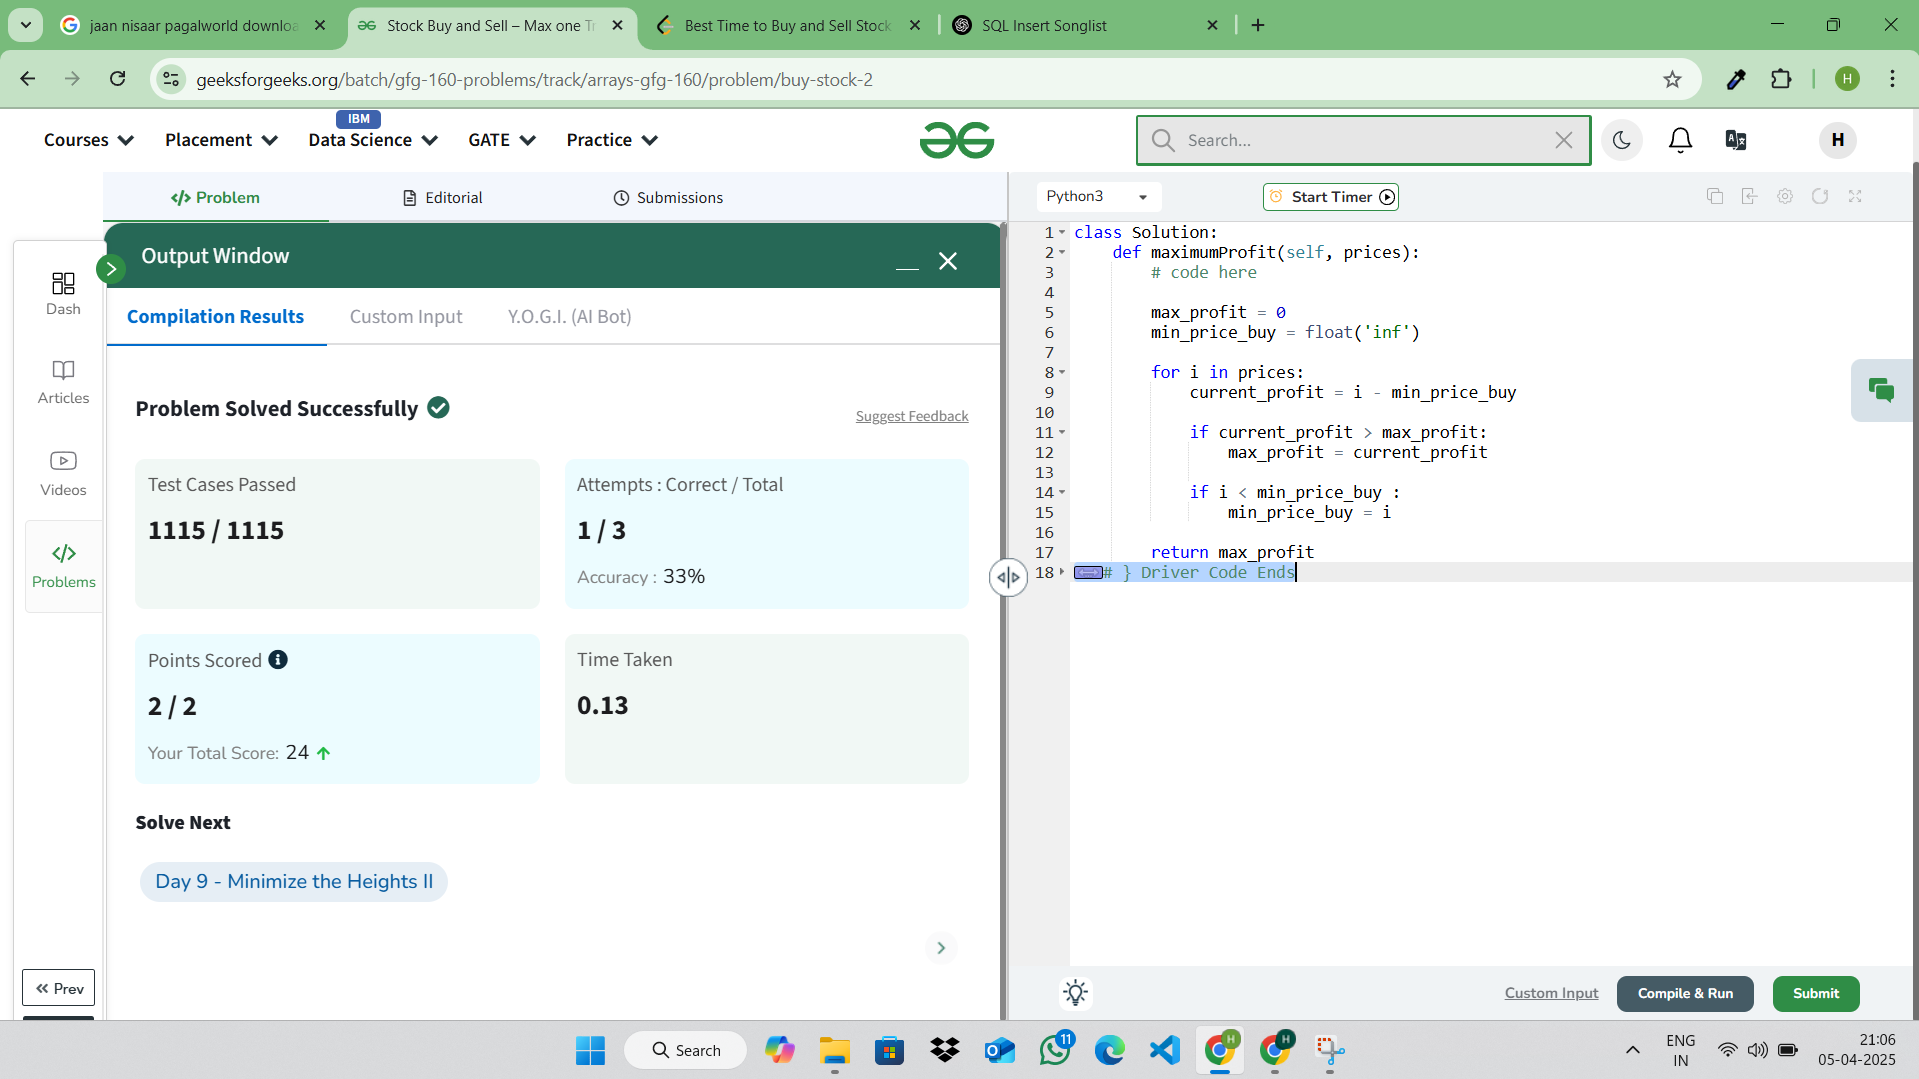 jaan nisaar pagalworld downloa
Stock Buy and Sell – Max one Tr
Best Time to Buy and Sell Stock
SQL Insert Songlist
geeksforgeeks.org/batch/gfg-160-problems/track/arrays-gfg-160/problem/buy-stock-2
H
IBM
Courses
Placement
Data Science
GATE
Practice
Search...
H
Problem
Editorial
Submissions
Python3
Start Timer
Output Window
Dash
Articles
Videos
Problems
Prev
Compilation Results
Custom Input
Y.O.G.I. (AI Bot)
Problem Solved Successfully
Suggest Feedback
Test Cases Passed
1115 / 1115
Attempts : Correct / Total
1 / 3
Accuracy : 33%
Points Scored
2 / 2
Your Total Score: 24
Time Taken
0.13
Solve Next
Day 9 - Minimize the Heights II
1 class Solution:
2 def maximumProfit(self, prices):
3 # code here
4
5 max_profit = 0
6 min_price_buy = float('inf')
7
8 for i in prices:
9 current_profit = i - min_price_buy
10
11 if current_profit > max_profit:
12 max_profit = current_profit
13
14 if i < min_price_buy :
15 min_price_buy = i
16
17 return max_profit
18 # } Driver Code Ends
Custom Input
Compile & Run
Submit
Search
11
H
H
ENG
IN
21:06
05-04-2025